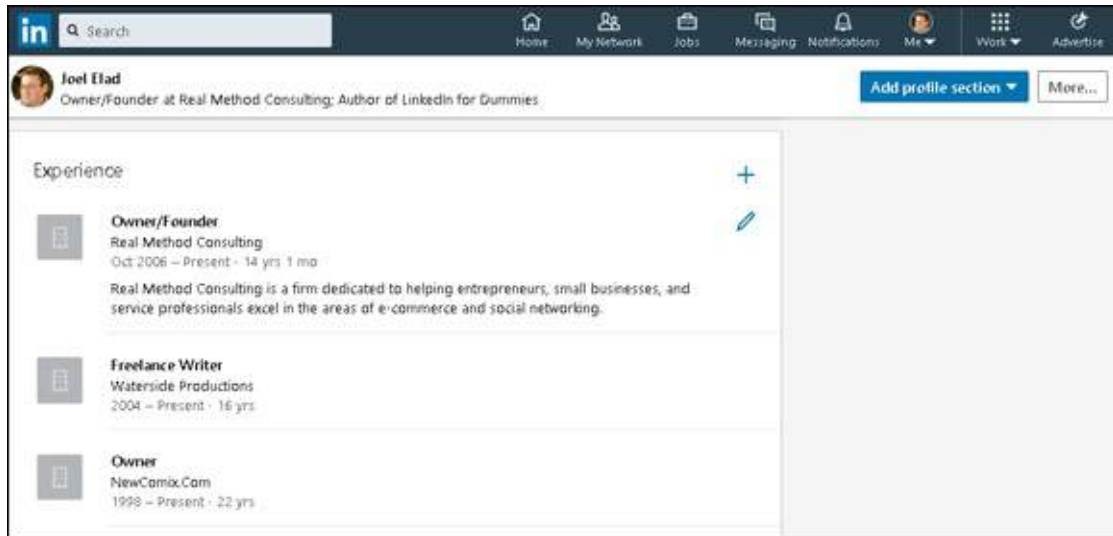 in
Search
Home
My Network
Jobs
Messaging
Notifications
Me
Work
Advertise
Joel Elad
Owner/Founder at Real Method Consulting; Author of LinkedIn for Dummies
Add profile section
More...
Experience
Owner/Founder
Real Method Consulting
Oct 2006 – Present · 14 yrs 1 mo
Real Method Consulting is a firm dedicated to helping entrepreneurs, small businesses, and
service professionals excel in the areas of e-commerce and social networking.
Freelance Writer
Waterside Productions
2004 – Present · 16 yrs
Owner
NewComix.Com
1998 – Present · 22 yrs